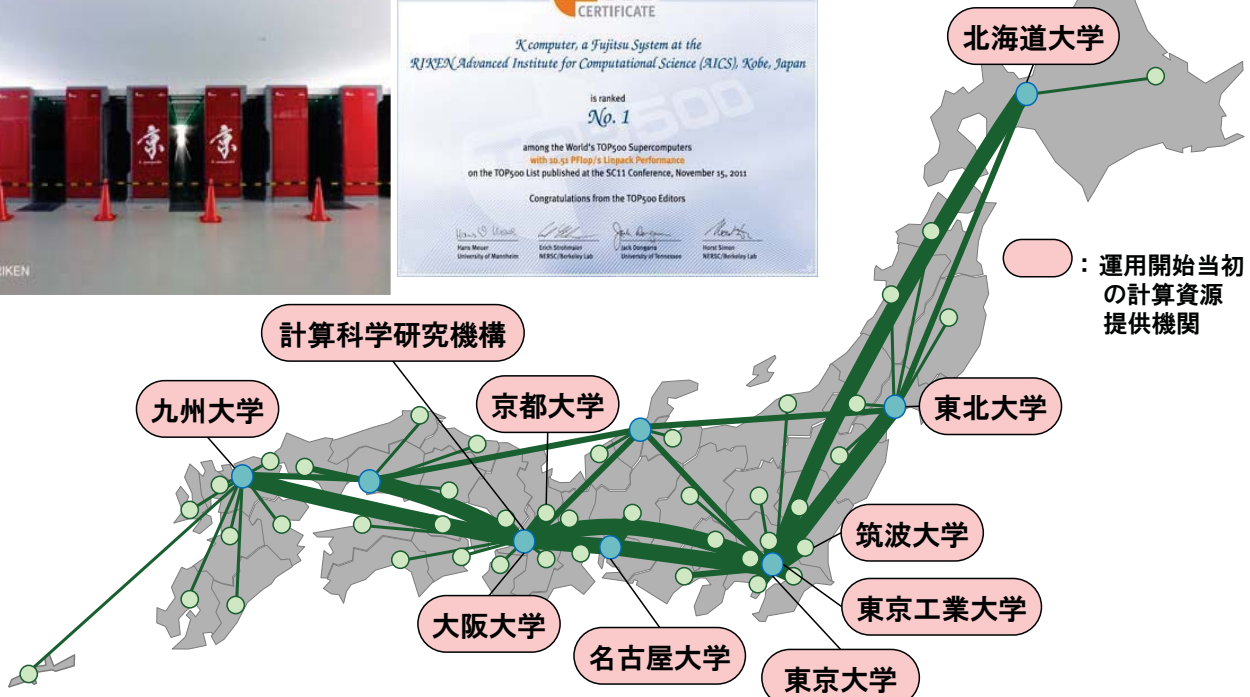 京
京
RIKEN
CERTIFICATE
K computer, a Fujitsu System at the
RIKEN Advanced Institute for Computational Science (AICS), Kobe, Japan
is ranked
No. 1
among the World's TOP500 Supercomputers
with 10.51 PFlop/s Linpack Performance
on the TOP500 List published at the SC11 Conference, November 15, 2011
Congratulations from the TOP500 Editors
Hans Meuer
University of Mannheim
Erich Strohmaier
NERSC/Berkeley Lab
Jack Dongarra
University of Tennessee
Horst Simon
NERSC/Berkeley Lab
北海道大学
:運用開始当初
の計算資源
提供機関
計算科学研究機構
九州大学
京都大学
東北大学
筑波大学
東京工業大学
大阪大学
名古屋大学
東京大学